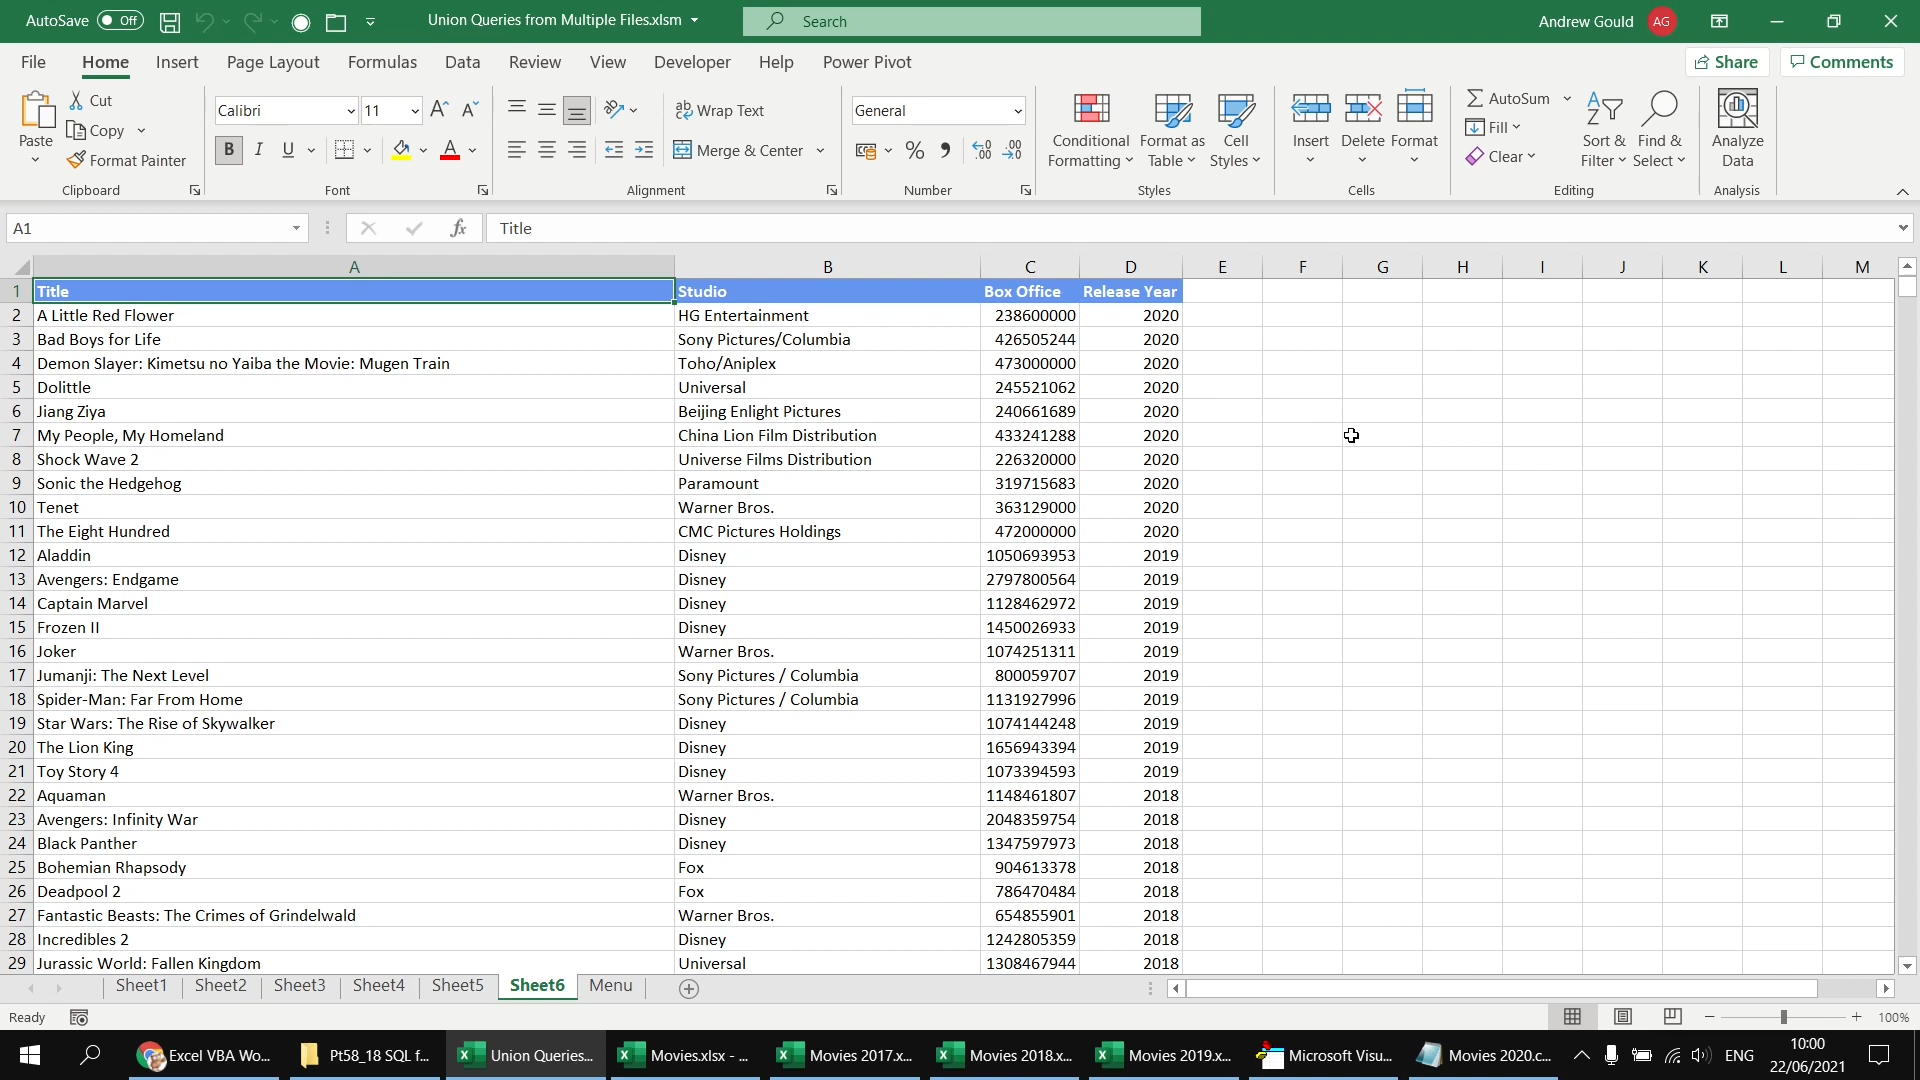 AutoSave Off Union Queries from Multiple Files.xlsm Search Andrew Gould AG
File Home Insert Page Layout Formulas Data Review View Developer Help Power Pivot Share Comments
Paste Cut Copy Format Painter
Calibri 11
B I U A
ab Wrap Text
Merge & Center
General
% , .00
Conditional Formatting
Format as Table
Cell Styles
Insert Delete Format
AutoSum Fill Clear
Sort & Filter
Find & Select
Analyze Data
Clipboard Font Alignment Number Styles Cells Editing Analysis
A1 fx Title
A B C D E F G H I J K L M
1 Title Studio Box Office Release Year
2 A Little Red Flower HG Entertainment 238600000 2020
3 Bad Boys for Life Sony Pictures/Columbia 426505244 2020
4 Demon Slayer: Kimetsu no Yaiba the Movie: Mugen Train Toho/Aniplex 473000000 2020
5 Dolittle Universal 245521062 2020
6 Jiang Ziya Beijing Enlight Pictures 240661689 2020
7 My People, My Homeland China Lion Film Distribution 433241288 2020
8 Shock Wave 2 Universe Films Distribution 226320000 2020
9 Sonic the Hedgehog Paramount 319715683 2020
10 Tenet Warner Bros. 363129000 2020
11 The Eight Hundred CMC Pictures Holdings 472000000 2020
12 Aladdin Disney 1050693953 2019
13 Avengers: Endgame Disney 2797800564 2019
14 Captain Marvel Disney 1128462972 2019
15 Frozen II Disney 1450026933 2019
16 Joker Warner Bros. 1074251311 2019
17 Jumanji: The Next Level Sony Pictures / Columbia 800059707 2019
18 Spider-Man: Far From Home Sony Pictures / Columbia 1131927996 2019
19 Star Wars: The Rise of Skywalker Disney 1074144248 2019
20 The Lion King Disney 1656943394 2019
21 Toy Story 4 Disney 1073394593 2019
22 Aquaman Warner Bros. 1148461807 2018
23 Avengers: Infinity War Disney 2048359754 2018
24 Black Panther Disney 1347597973 2018
25 Bohemian Rhapsody Fox 904613378 2018
26 Deadpool 2 Fox 786470484 2018
27 Fantastic Beasts: The Crimes of Grindelwald Warner Bros. 654855901 2018
28 Incredibles 2 Disney 1242805359 2018
29 Jurassic World: Fallen Kingdom Universal 1308467944 2018
Sheet1 Sheet2 Sheet3 Sheet4 Sheet5 Sheet6 Menu
Ready 100%
Excel VBA Wo... Pt58_18 SQL f... Union Queries... Movies.xlsx - ... Movies 2017.x... Movies 2018.x... Movies 2019.x... Microsoft Visu... Movies 2020.c... ENG 10:00
22/06/2021